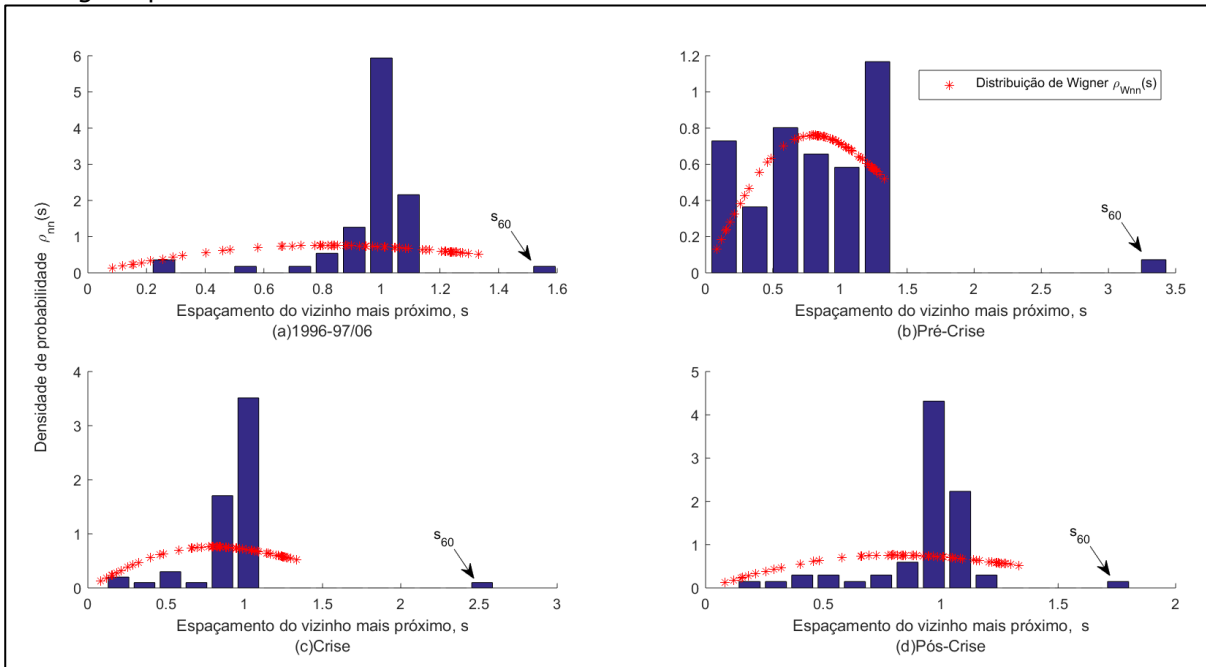 Densidade de probabilidade ρnn(s)
6
5
4
3
2
1
0
0 0.2 0.4 0.6 0.8 1 1.2 1.4 1.6
s60
Espaçamento do vizinho mais próximo, s
(a)1996-97/06
1.2
1
0.8
0.6
0.4
0.2
0
0 0.5 1 1.5 2 2.5 3 3.5
Distribuição de Wigner ρWnn(s)
s60
Espaçamento do vizinho mais próximo, s
(b)Pré-Crise
4
3
2
1
0
0 0.5 1 1.5 2 2.5 3
s60
Espaçamento do vizinho mais próximo, s
(c)Crise
5
4
3
2
1
0
0 0.5 1 1.5 2
s60
Espaçamento do vizinho mais próximo, s
(d)Pós-Crise